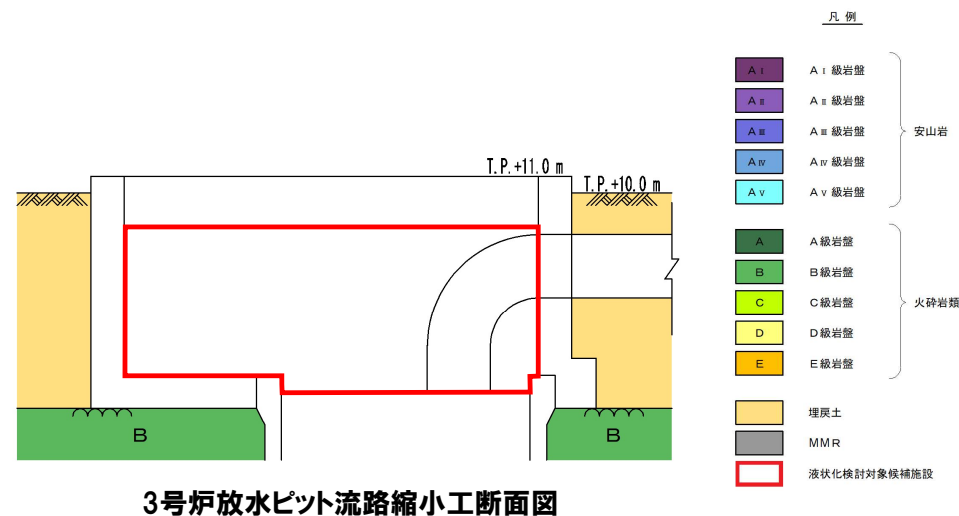 凡 例
AⅠ AⅠ級岩盤
AⅡ AⅡ級岩盤
AⅢ AⅢ級岩盤
AⅣ AⅣ級岩盤
AⅤ AⅤ級岩盤
安山岩
A A級岩盤
B B級岩盤
C C級岩盤
D D級岩盤
E E級岩盤
火砕岩類
埋戻土
MMR
液状化検討対象候補施設
T.P.+11.0 m
T.P.+10.0 m
B
B
3号炉放水ピット流路縮小工断面図